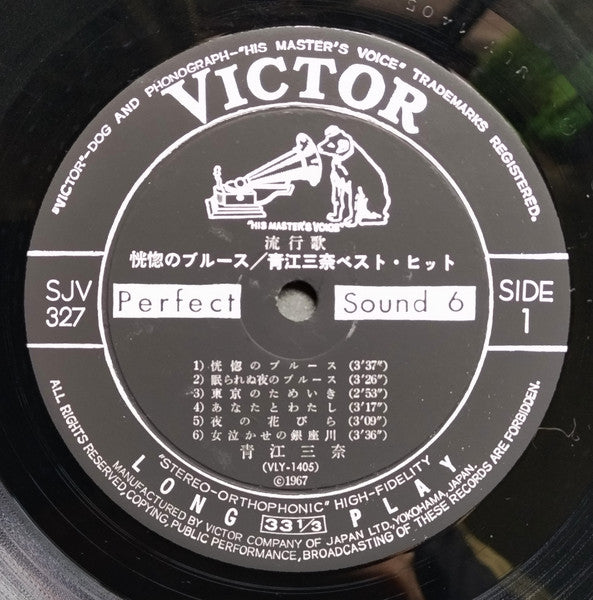 "VICTOR"–DOG AND PHONOGRAPH–"HIS MASTER'S VOICE" TRADEMARKS REGISTERED.
VICTOR
"HIS MASTER'S VOICE"
流行歌
恍惚のブルース／青江三奈ベスト・ヒット
SJV
327
Perfect Sound 6
SIDE
1
1) 恍惚のブルース (3'37")
2) 眠られぬ夜のブルース (3'26")
3) 東京のためいき (2'53")
4) あなたとわたし (3'17")
5) 夜の花びら (3'09")
6) 女泣かせの銀座川 (3'36")
青江三奈
(VLY-1405)
©1967
"STEREO-ORTHOPHONIC" HIGH-FIDELITY
LONG 33 1/3 PLAY
MANUFACTURED BY VICTOR COMPANY OF JAPAN LTD., YOKOHAMA, JAPAN.
ALL RIGHTS RESERVED, COPYING, PUBLIC PERFORMANCE, BROADCASTING OF THESE RECORDS ARE FORBIDDEN.